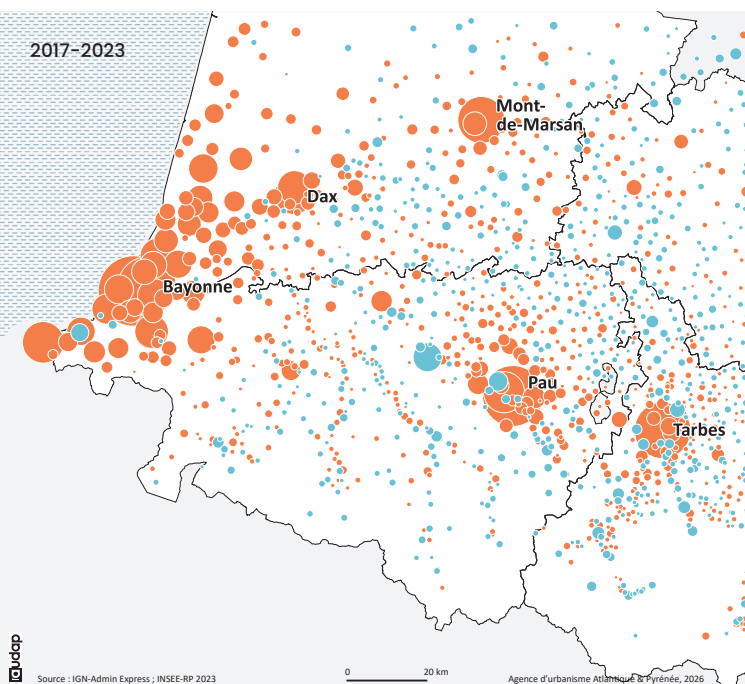 2017-2023
Mont-
de-Marsan
Dax
Bayonne
Pau
Tarbes
audap
Source : IGN-Admin Express ; INSEE-RP 2023
0 20 km
Agence d'urbanisme Atlantique & Pyrénée, 2026